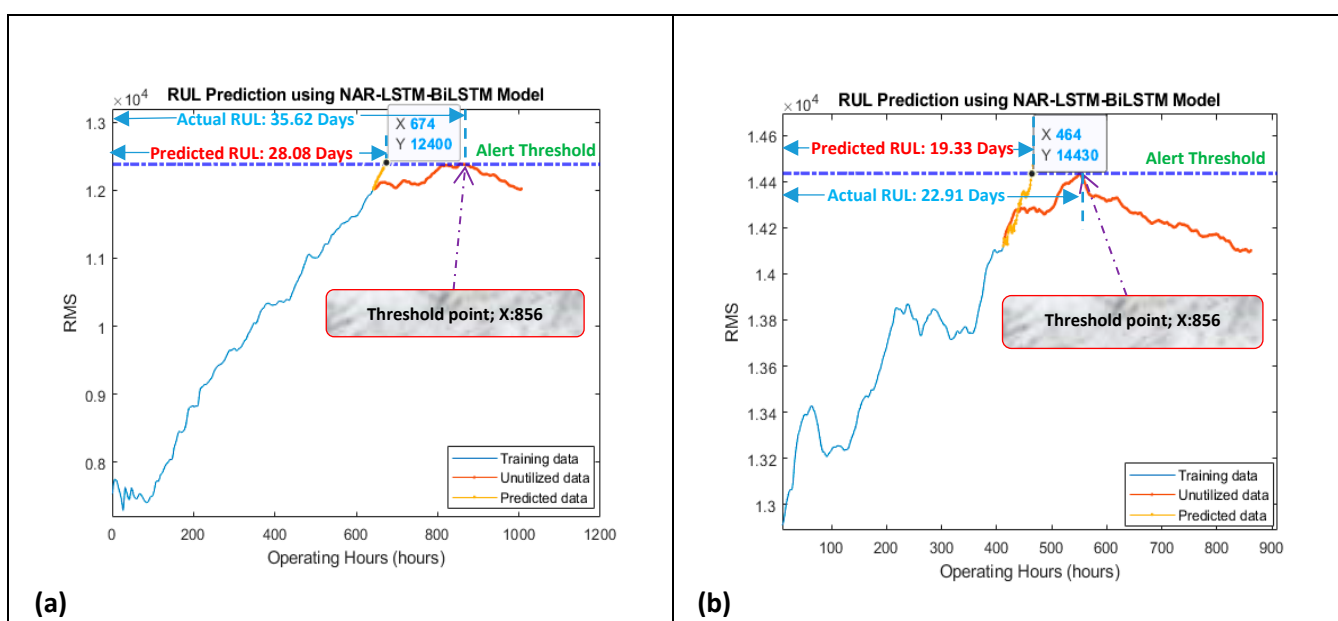 RUL Prediction using NAR-LSTM-BiLSTM Model
×10⁴
1.3
1.2
1.1
1
0.9
0.8
RMS
Actual RUL: 35.62 Days
X 674
Y 12400
Predicted RUL: 28.08 Days
Alert Threshold
Threshold point; X:856
Training data
Unutilized data
Predicted data
0 200 400 600 800 1000 1200
Operating Hours (hours)
(a)
RUL Prediction using NAR-LSTM-BiLSTM Model
×10⁴
1.46
1.44
1.42
1.4
1.38
1.36
1.34
1.32
1.3
RMS
X 464
Y 14430
Predicted RUL: 19.33 Days
Alert Threshold
Actual RUL: 22.91 Days
Threshold point; X:856
Training data
Unutilized data
Predicted data
100 200 300 400 500 600 700 800 900
Operating Hours (hours)
(b)